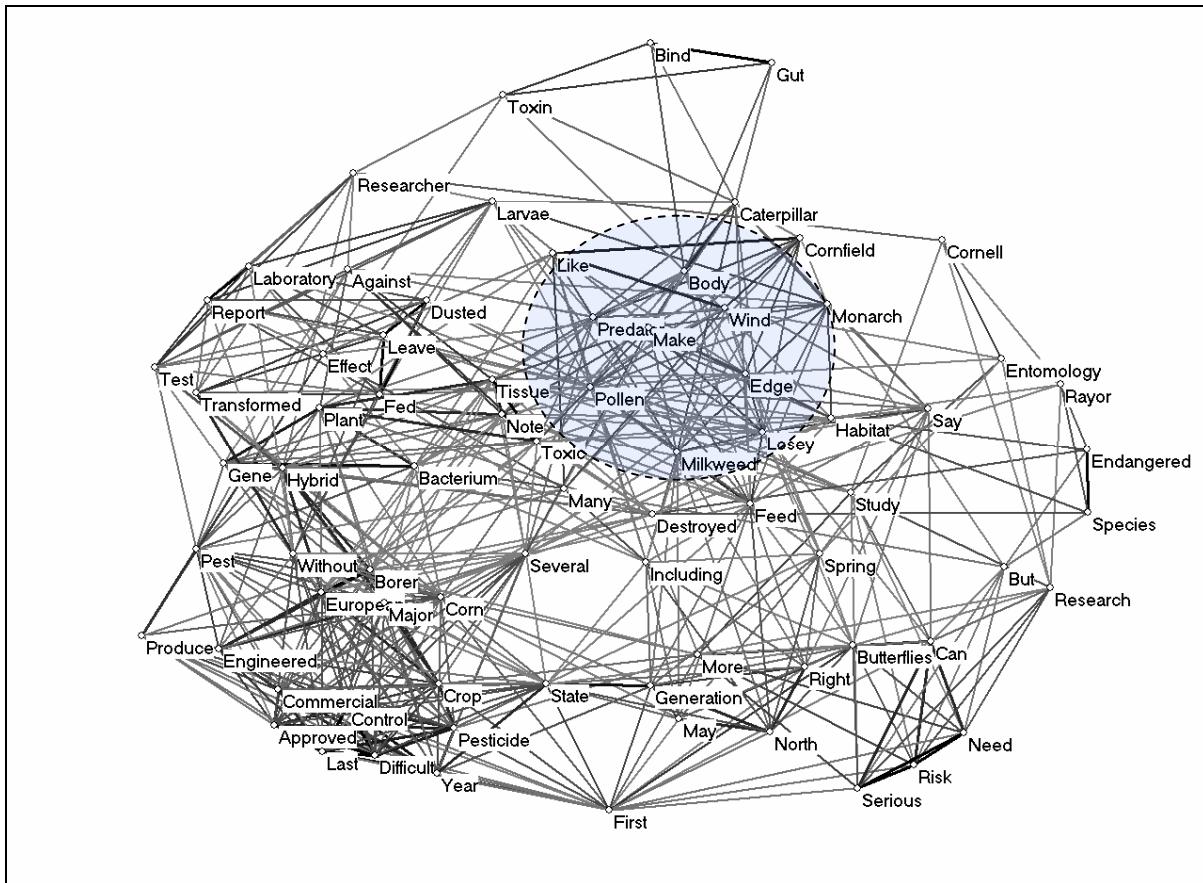 Bind
Gut
Toxin
Researcher
Larvae
Caterpillar
Cornfield
Cornell
Like
Laboratory
Against
Body
Report
Dusted
Wind
Monarch
Make
Leave
Effect
Entomology
Test
Transformed
Fed
Tissue
Pollen
Edge
Rayor
Plant
Note
Habitat
Say
Toxic
Losey
Milkweed
Endangered
Gene
Hybrid
Bacterium
Many
Destroyed
Feed
Study
Species
Pest
Without
Borer
Several
Including
Spring
But
Research
Major
Corn
Produce
Engineered
More
Butterflies
Can
Right
Commercial
Crop
State
Generation
Control
Approved
Pesticide
May
North
Need
Last
Difficult
Year
Risk
Serious
First